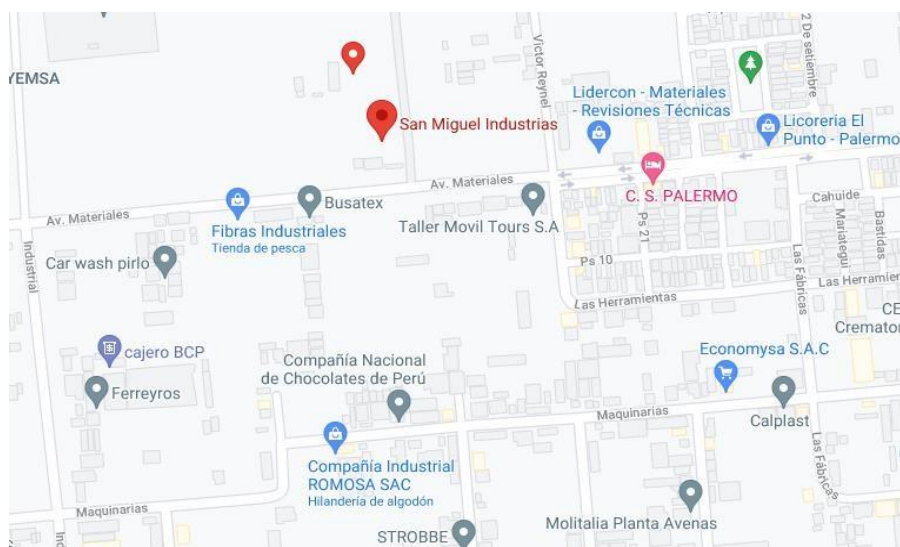 YEMSA
San Miguel Industrias
Victor Reynel
2 De setiembre
Lidercon - Materiales
- Revisiones Técnicas
Licoreria El
Punto - Palermo
Av. Materiales
C. S. PALERMO
Cahuide
Mariategui
Bastidas
Av. Materiales
Fibras Industriales
Tienda de pesca
Busatex
Taller Movil Tours S.A
Ps 21
Ps 10
Industrial
Car wash pirlo
Las Herramientas
Las Herramientas
Las Fábricas
CE
Cremator
cajero BCP
Ferreyros
Compañía Nacional
de Chocolates de Perú
Economysa S.A.C
Maquinarias
Calplast
Compañía Industrial
ROMOSA SAC
Hilandería de algodón
Las Fábricas
Maquinarias
Molitalia Planta Avenas
STROBBE
Ind